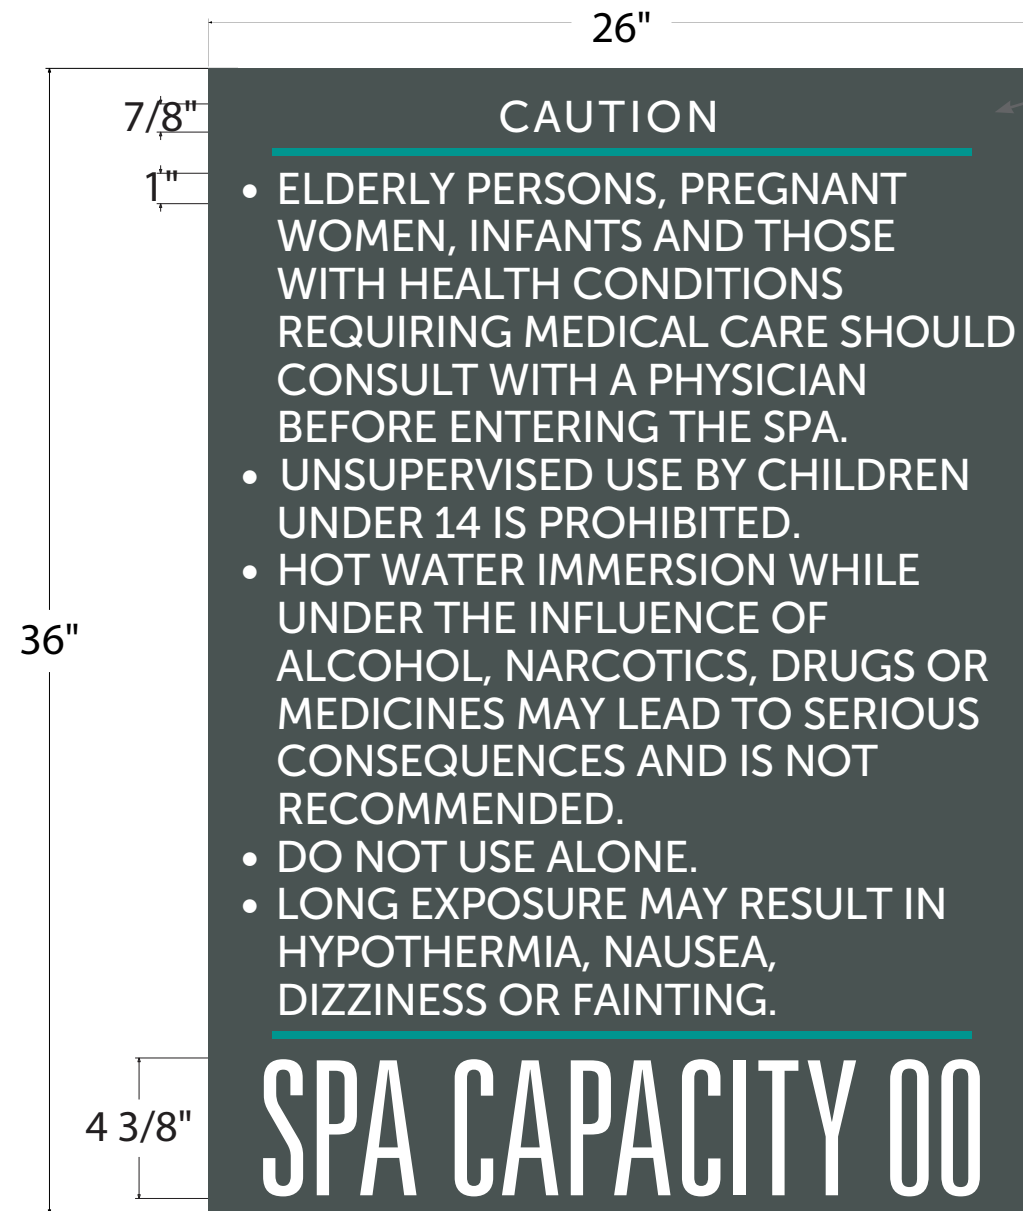 26"
7/8"
CAUTION
1"
• ELDERLY PERSONS, PREGNANT
WOMEN, INFANTS AND THOSE
WITH HEALTH CONDITIONS
REQUIRING MEDICAL CARE SHOULD
CONSULT WITH A PHYSICIAN
BEFORE ENTERING THE SPA.
• UNSUPERVISED USE BY CHILDREN
UNDER 14 IS PROHIBITED.
• HOT WATER IMMERSION WHILE
UNDER THE INFLUENCE OF
36"
ALCOHOL, NARCOTICS, DRUGS OR
MEDICINES MAY LEAD TO SERIOUS
CONSEQUENCES AND IS NOT
RECOMMENDED.
• DO NOT USE ALONE.
• LONG EXPOSURE MAY RESULT IN
HYPOTHERMIA, NAUSEA,
DIZZINESS OR FAINTING.
4 3/8"
SPA CAPACITY 00